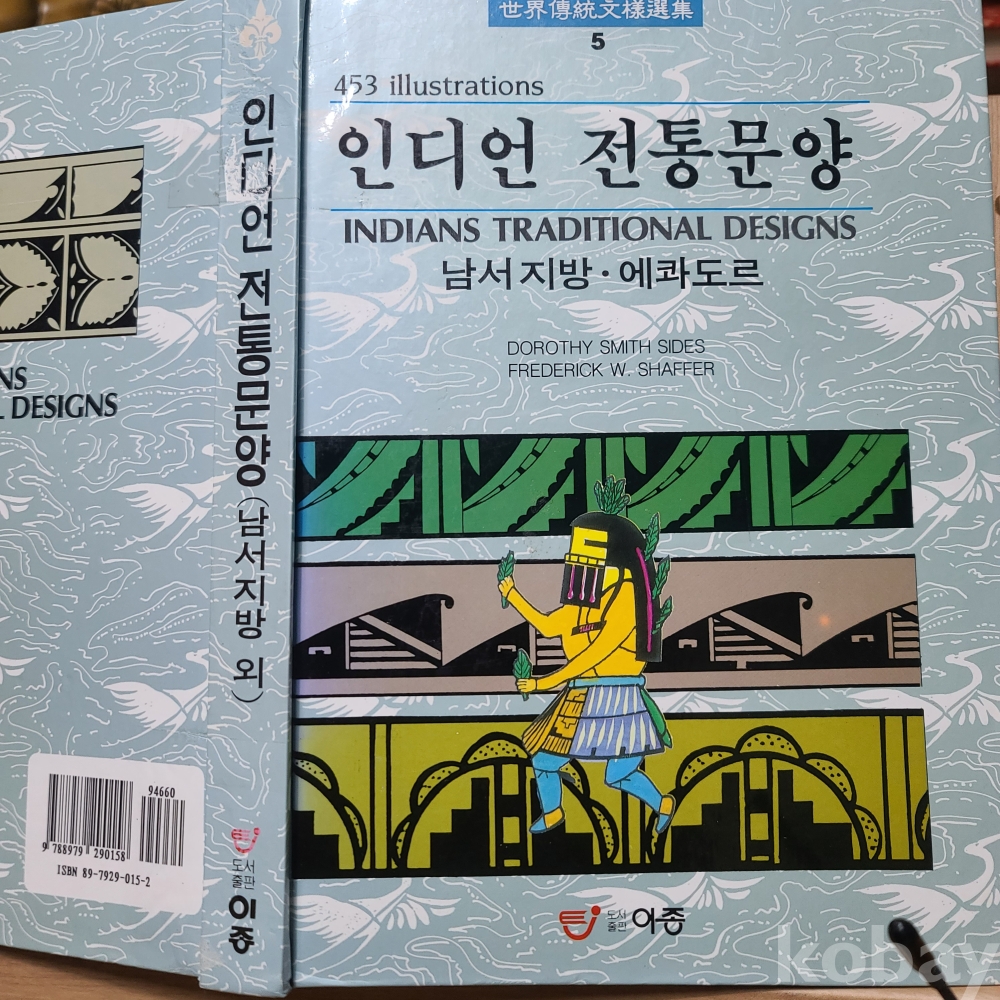 世界傳統文樣選集
5
453 illustrations
인디언 전통문양
INDIANS TRADITIONAL DESIGNS
남서지방·에콰도르
DOROTHY SMITH SIDES
FREDERICK W. SHAFFER
도서
출판 이종
인디언 전통문양 (남서지방 외)
도서
출판
이종
NS
L DESIGNS
94660
9 788979 290158
ISBN 89-7929-015-2
kobay